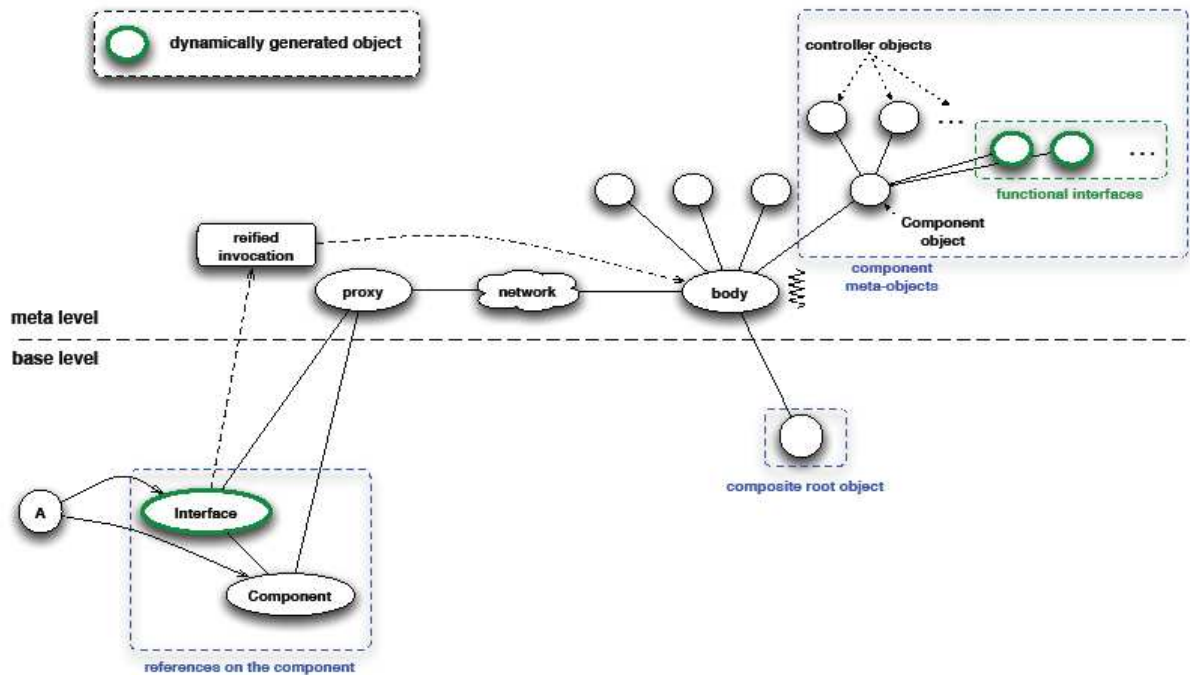 dynamically generated object
controller objects
...
...
functional interfaces
Component
object
component
meta-objects
reified
invocation
proxy
network
body
meta level
base level
composite root object
A
Interface
Component
references on the component